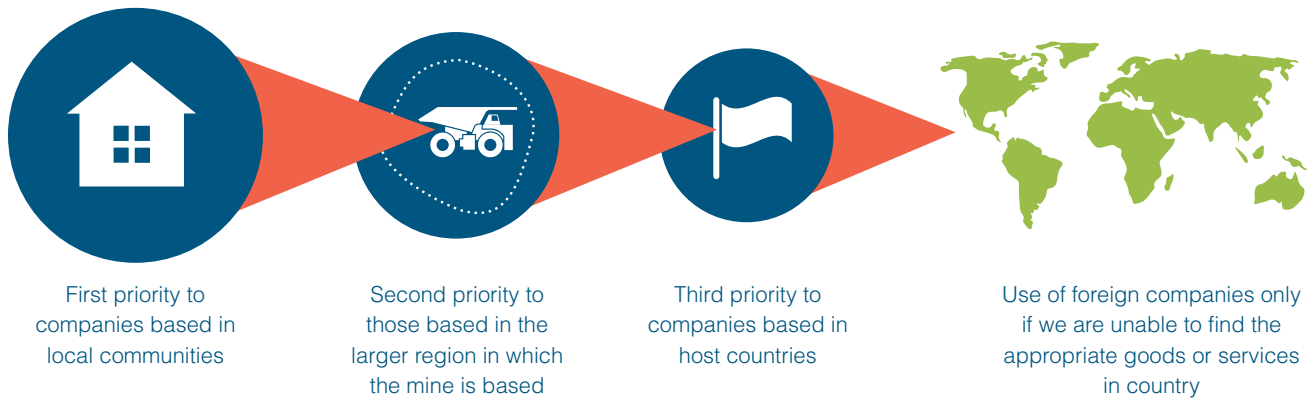 First priority to
companies based in
local communities
Second priority to
those based in the
larger region in which
the mine is based
Third priority to
companies based in
host countries
Use of foreign companies only
if we are unable to find the
appropriate goods or services
in country